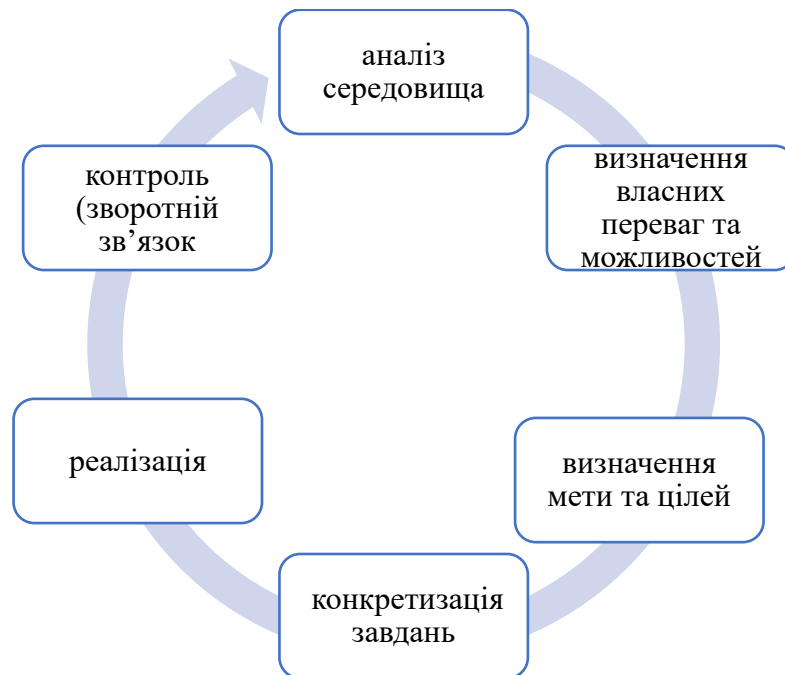 аналіз
середовища
визначення
власних
переваг та
можливостей
визначення
мети та цілей
конкретизація
завдань
реалізація
контроль
(зворотній
зв’язок